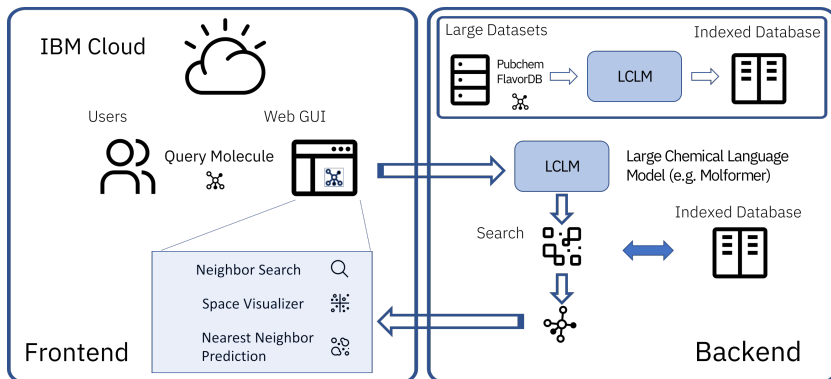 IBM Cloud
Users
Web GUI
Query Molecule
Neighbor Search
Space Visualizer
Nearest Neighbor
Prediction
Frontend
Large Datasets
Indexed Database
Pubchem
FlavorDB
LCLM
LCLM
Large Chemical Language
Model (e.g. Molformer)
Search
Indexed Database
Backend